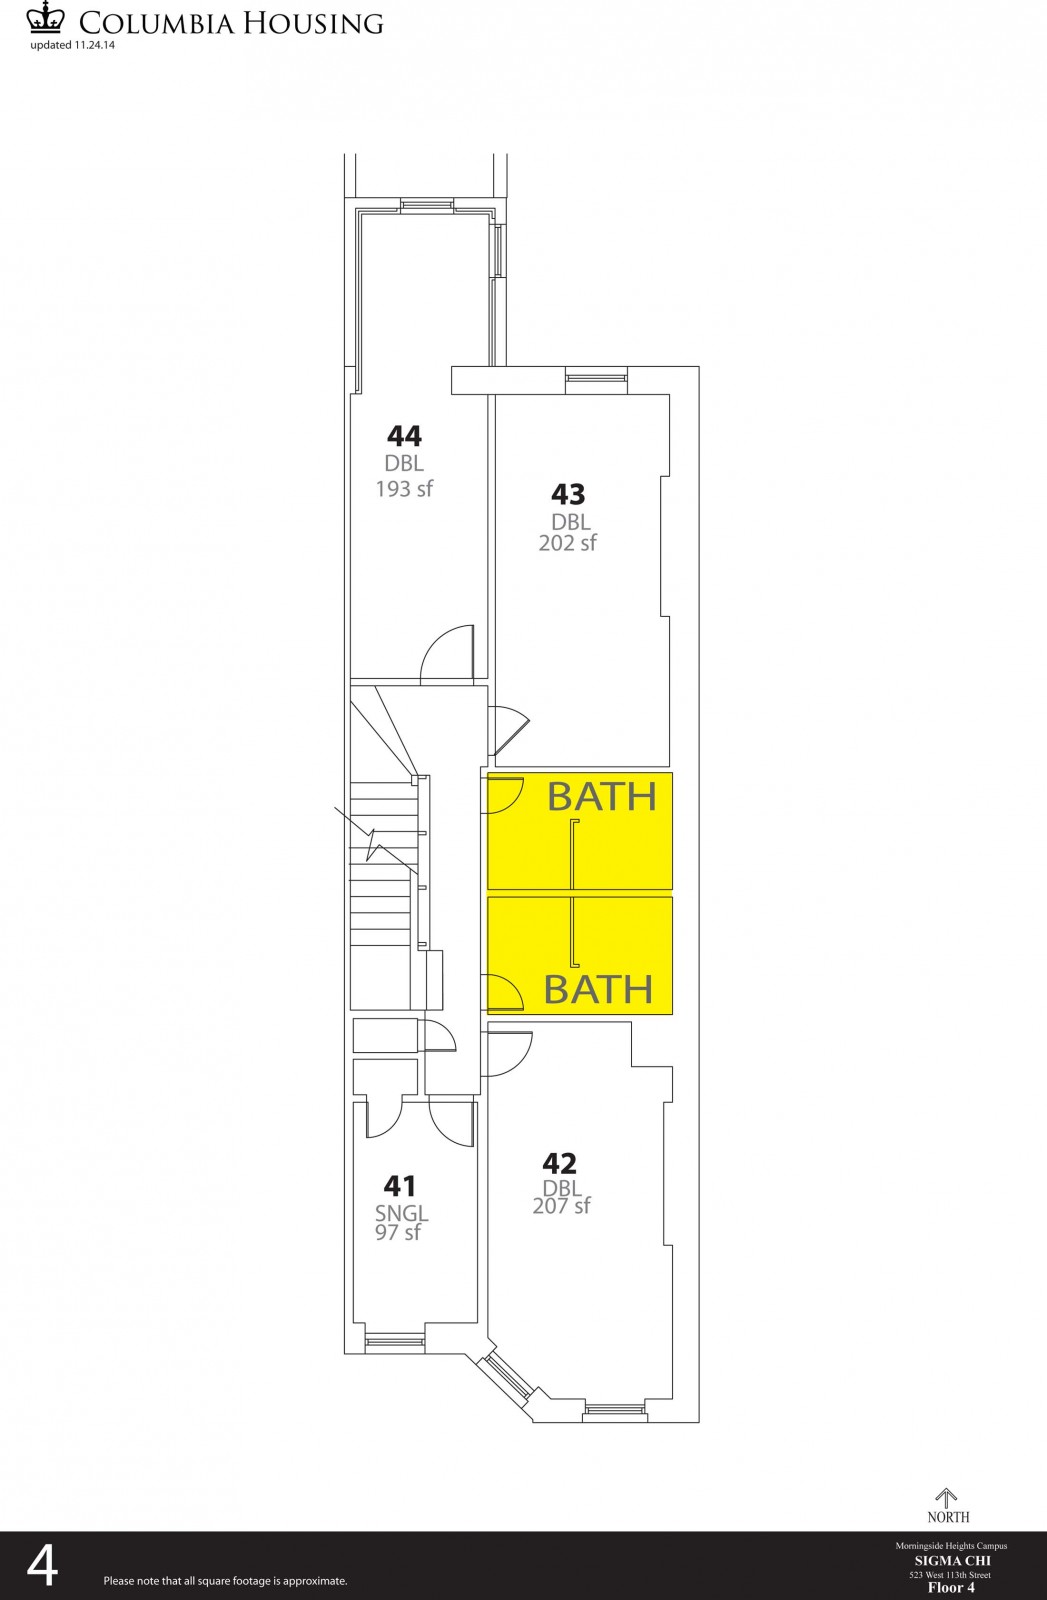 COLUMBIA HOUSING
updated 11.24.14
44
DBL
193 sf
43
DBL
202 sf
BATH
BATH
42
DBL
207 sf
41
SNGL
97 sf
NORTH
4
Please note that all square footage is approximate.
Morningside Heights Campus
SIGMA CHI
523 West 113th Street
Floor 4